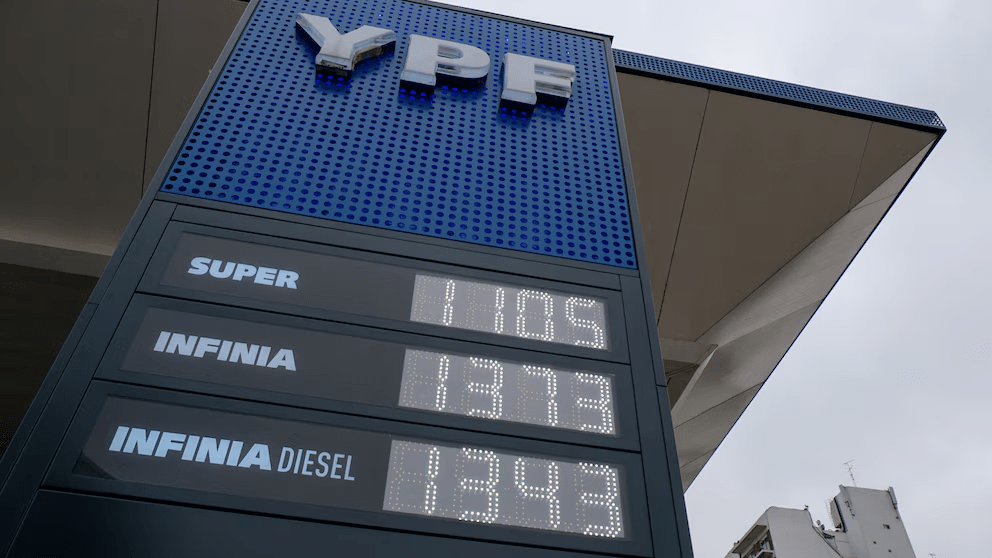 YPF
SUPER 1105
INFINIA 1373
INFINIA DIESEL 1343